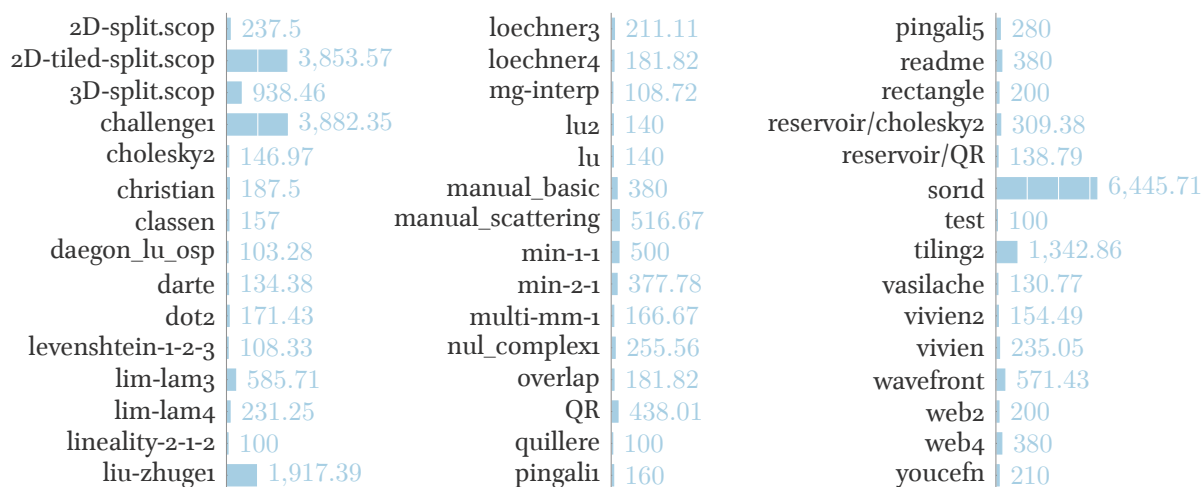 2D-split.scop 237.5
2D-tiled-split.scop 3,853.57
3D-split.scop 938.46
challenge1 3,882.35
cholesky2 146.97
christian 187.5
classen 157
daegon_lu_osp 103.28
darte 134.38
dot2 171.43
levenshtein-1-2-3 108.33
lim-lam3 585.71
lim-lam4 231.25
lineality-2-1-2 100
liu-zhuge1 1,917.39
loechner3 211.11
loechner4 181.82
mg-interp 108.72
lu2 140
lu 140
manual_basic 380
manual_scattering 516.67
min-1-1 500
min-2-1 377.78
multi-mm-1 166.67
nul_complex1 255.56
overlap 181.82
QR 438.01
quillere 100
pingali1 160
pingali5 280
readme 380
rectangle 200
reservoir/cholesky2 309.38
reservoir/QR 138.79
sor1d 6,445.71
test 100
tiling2 1,342.86
vasilache 130.77
vivien2 154.49
vivien 235.05
wavefront 571.43
web2 200
web4 380
youcefn 210